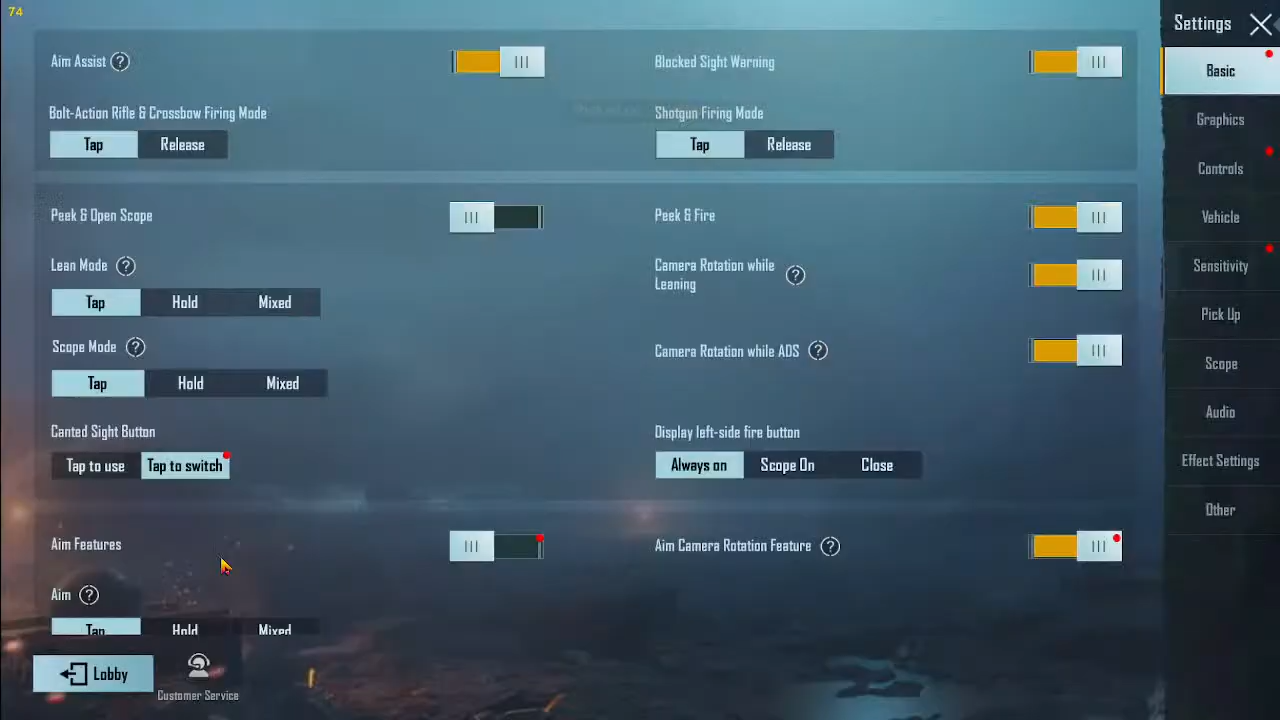 74
Settings
Aim Assist ?
Blocked Sight Warning
Basic
Bolt-Action Rifle & Crossbow Firing Mode
Shotgun Firing Mode
Graphics
Tap Release
Tap Release
Controls
Peek & Open Scope
Peek & Fire
Vehicle
Lean Mode ?
Camera Rotation while
Leaning ?
Sensitivity
Tap Hold Mixed
Pick Up
Scope Mode ?
Camera Rotation while ADS ?
Scope
Tap Hold Mixed
Audio
Canted Sight Button
Display left-side fire button
Tap to use Tap to switch
Always on Scope On Close
Effect Settings
Other
Aim Features
Aim Camera Rotation Feature ?
Aim ?
Tap Hold Mixed
Lobby
Customer Service